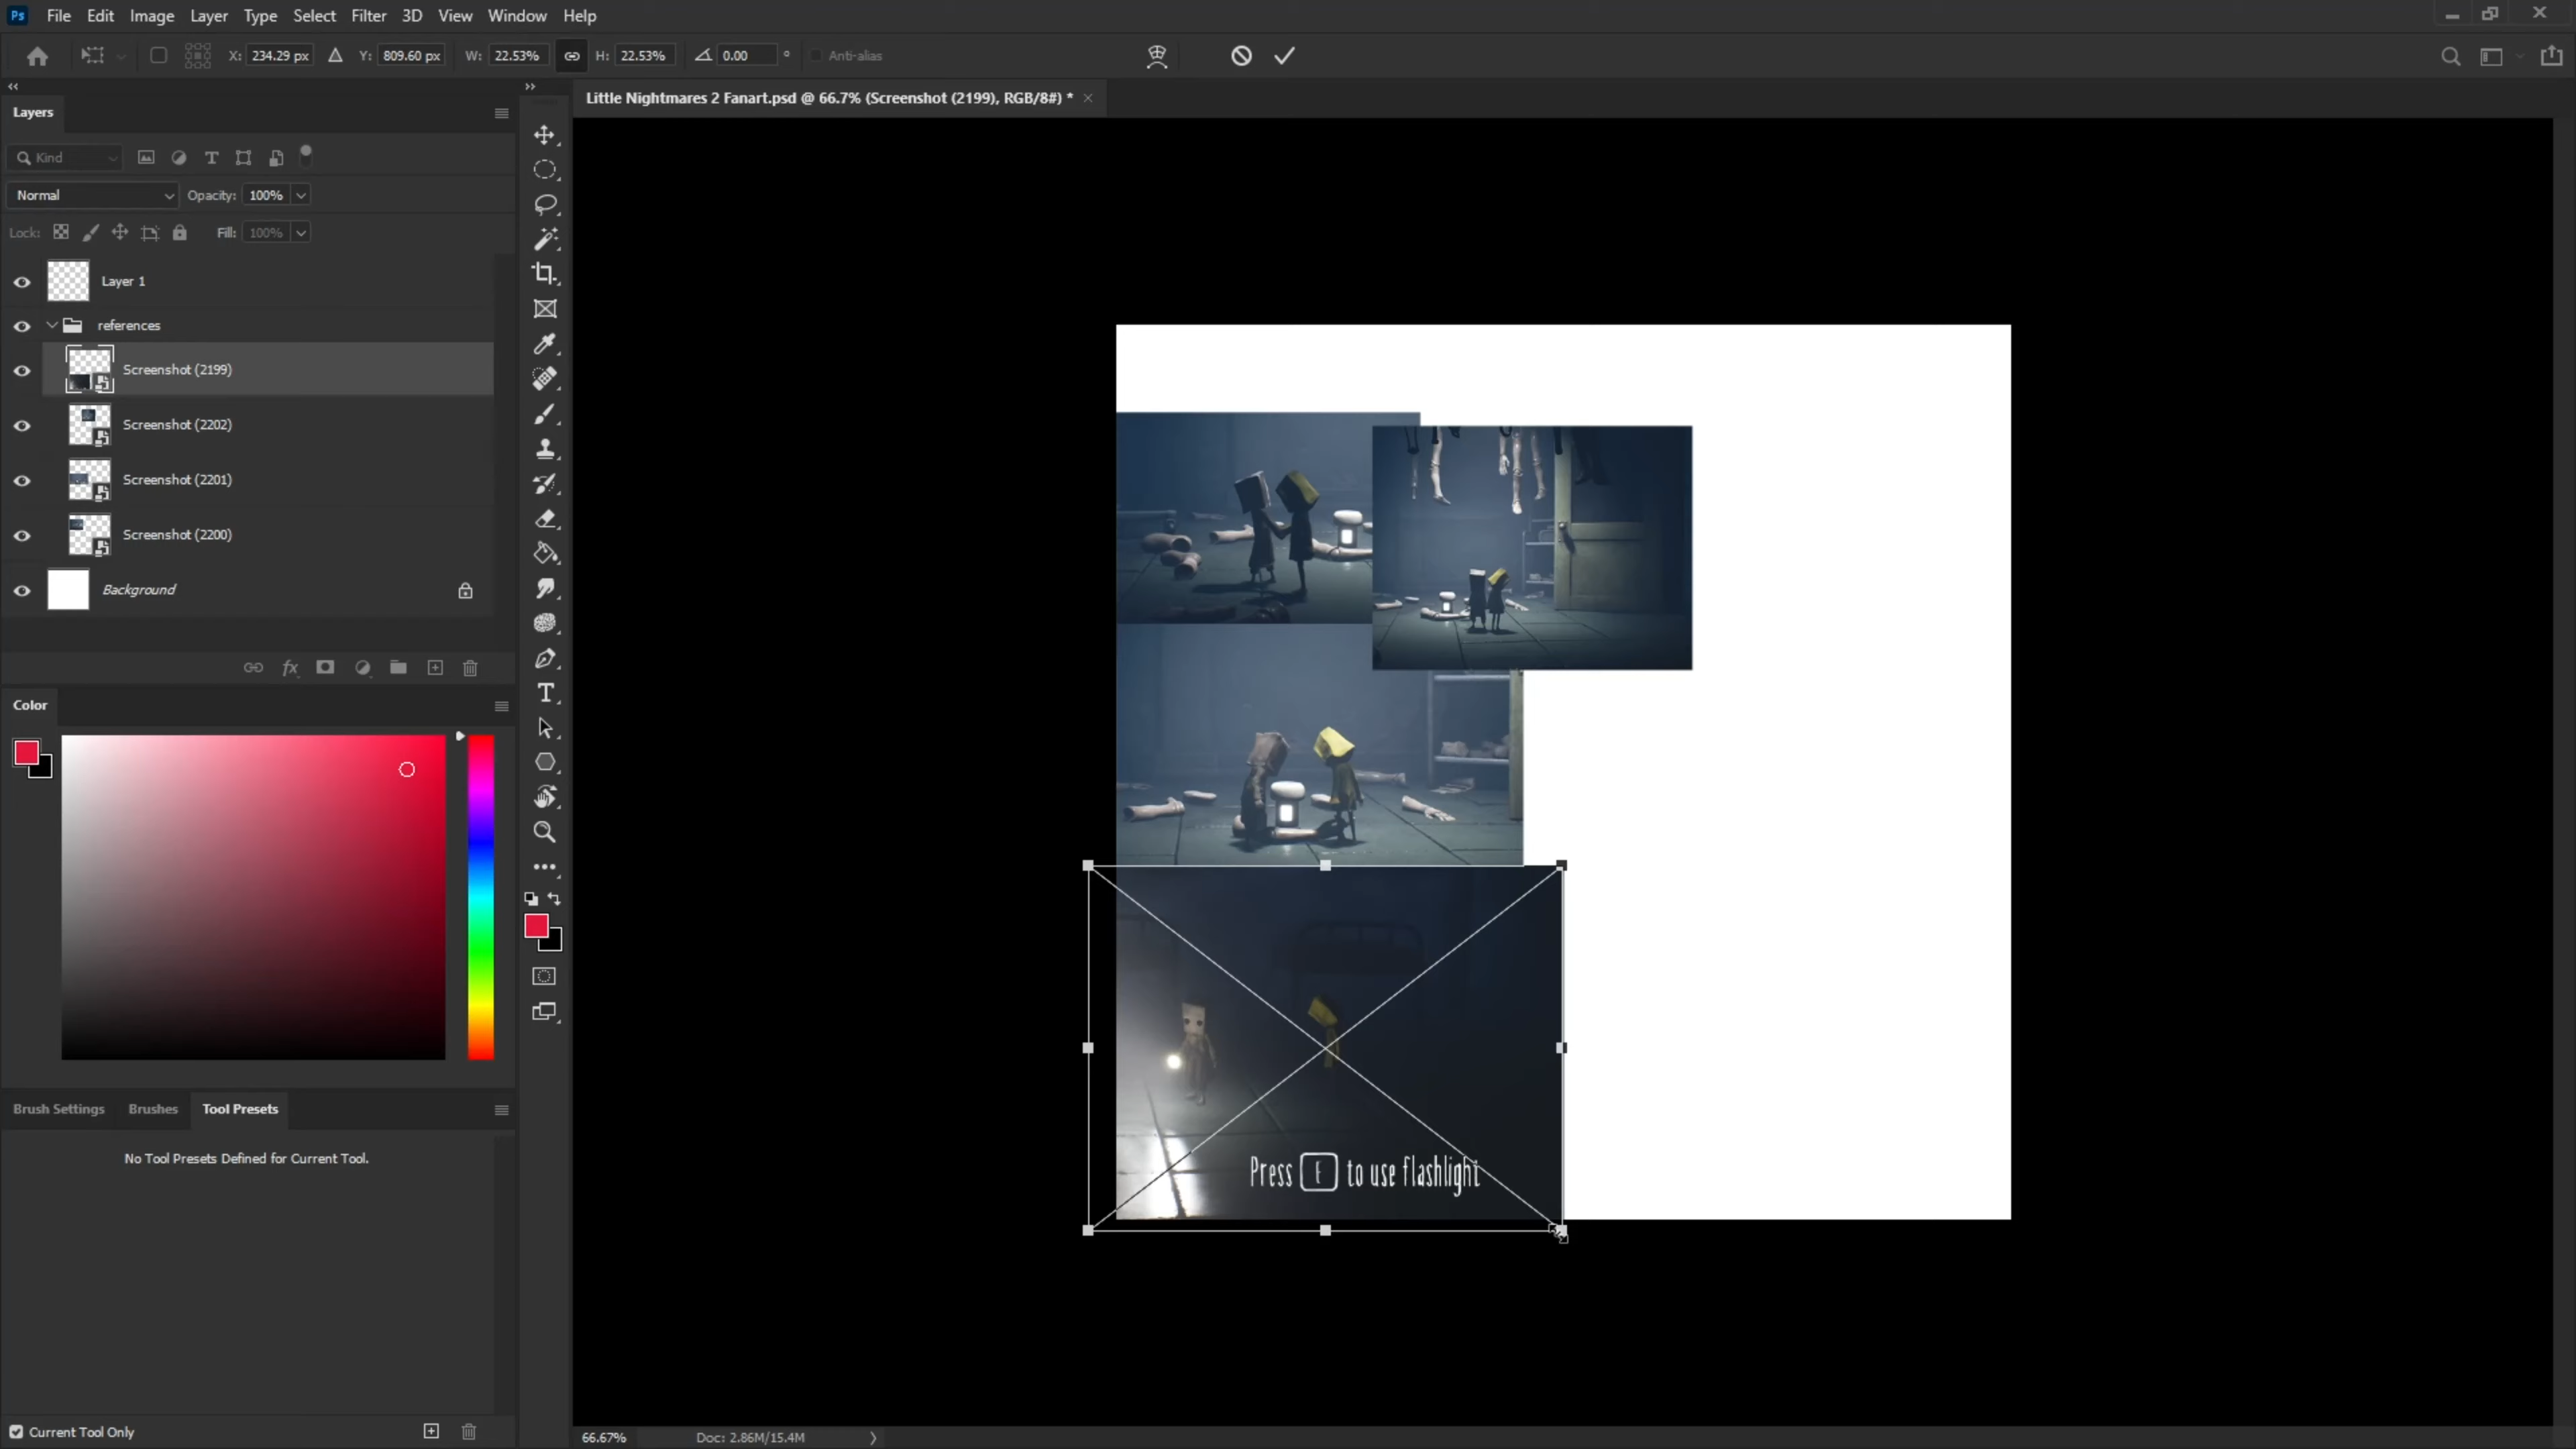 Ps File Edit Image Layer Type Select Filter 3D View Window Help
X: 234.29 px Y: 809.60 px W: 22.53% H: 22.53% 0.00 ° Anti-alias
Layers
Little Nightmares 2 Fanart.psd @ 66.7% (Screenshot (2199), RGB/8#) *
Kind
Normal Opacity: 100%
Lock: Fill: 100%
Layer 1
references
Screenshot (2199)
Screenshot (2202)
Screenshot (2201)
Screenshot (2200)
Background
fx
Color
Brush Settings Brushes Tool Presets
No Tool Presets Defined for Current Tool.
Press F to use flashlight
Current Tool Only
66.67% Doc: 2.86M/15.4M